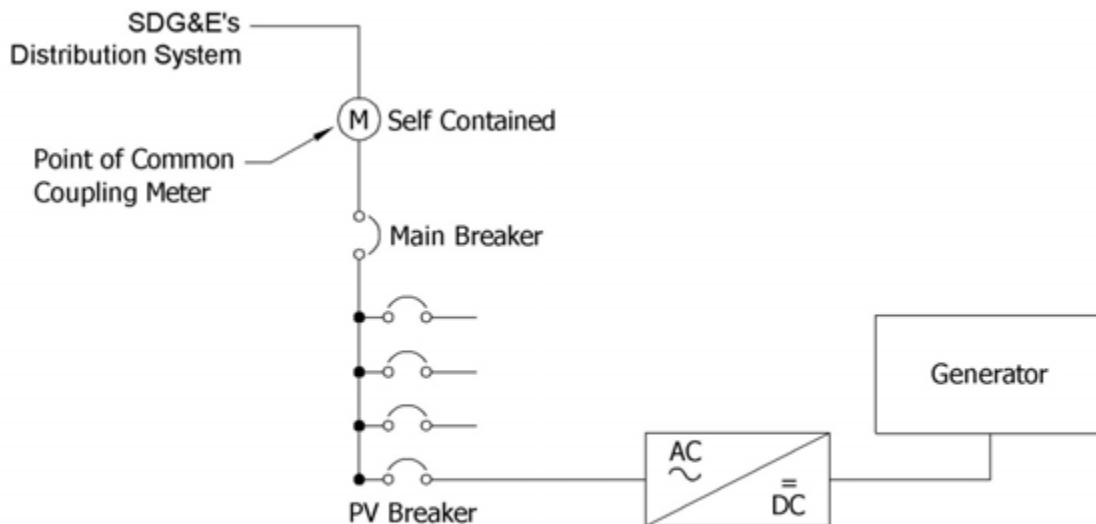 SDG&E's
Distribution System
M
Self Contained
Point of Common
Coupling Meter
Main Breaker
Generator
AC
DC
PV Breaker